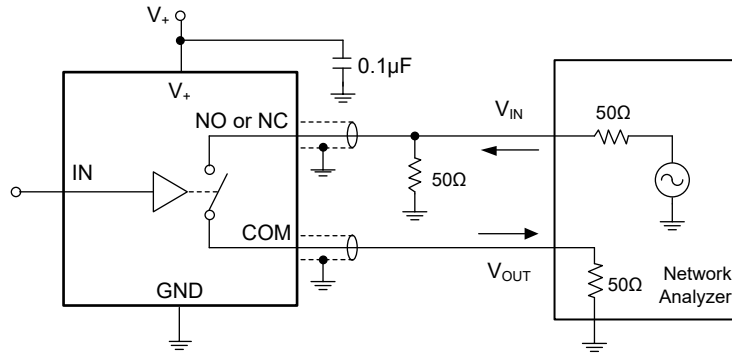 V+
0.1µF
V+
NO or NC
VIN
50Ω
50Ω
IN
COM
VOUT
GND
50Ω
Network
Analyzer